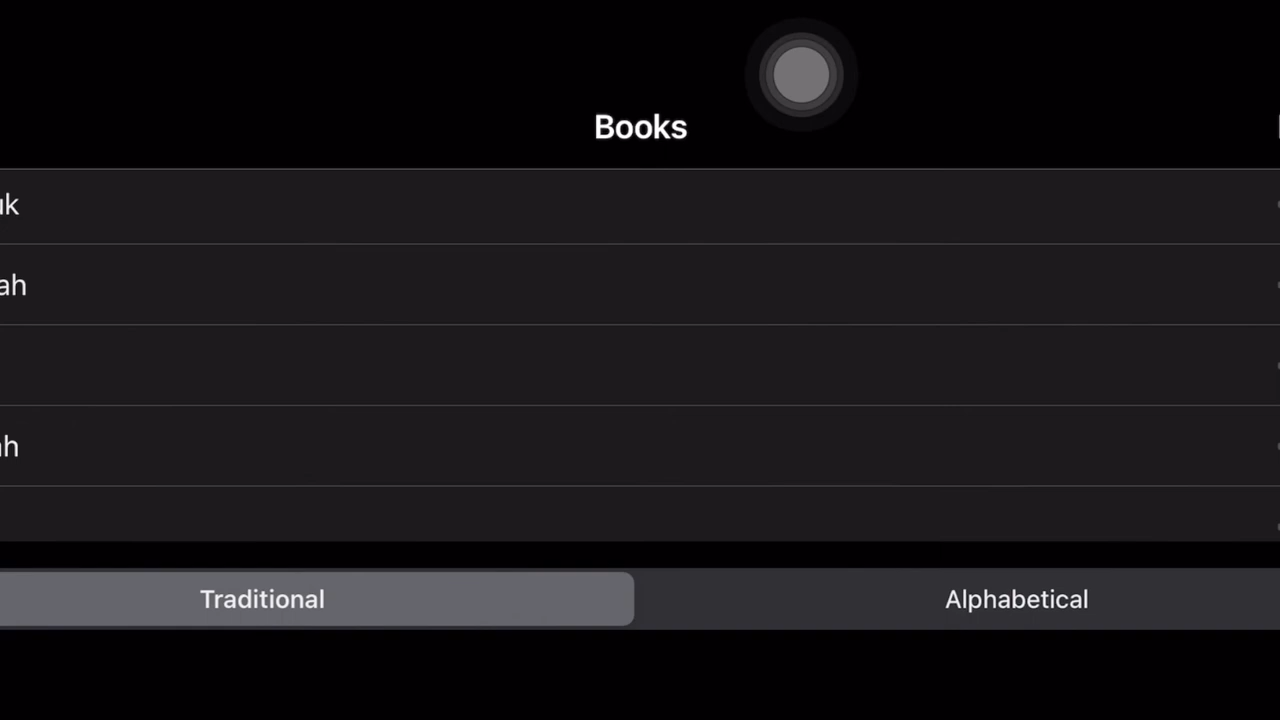 Books
uk
ah
ah
Traditional
Alphabetical